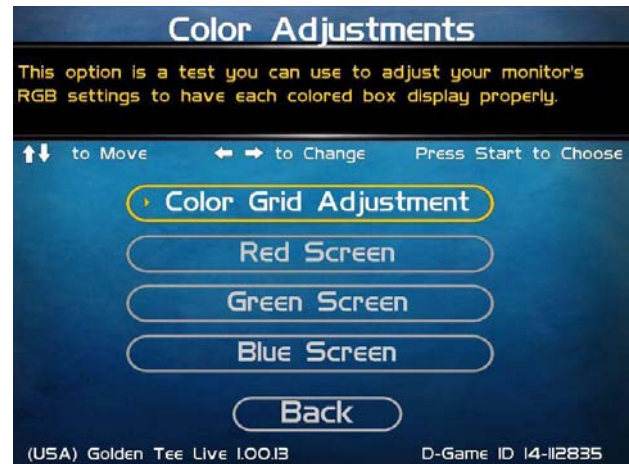 Color Adjustments
This option is a test you can use to adjust your monitor's
RGB settings to have each colored box display properly.
↑↓ to Move ← → to Change Press Start to Choose
Color Grid Adjustment
Red Screen
Green Screen
Blue Screen
Back
(USA) Golden Tee Live 1.00.13 D-Game ID 14-112835